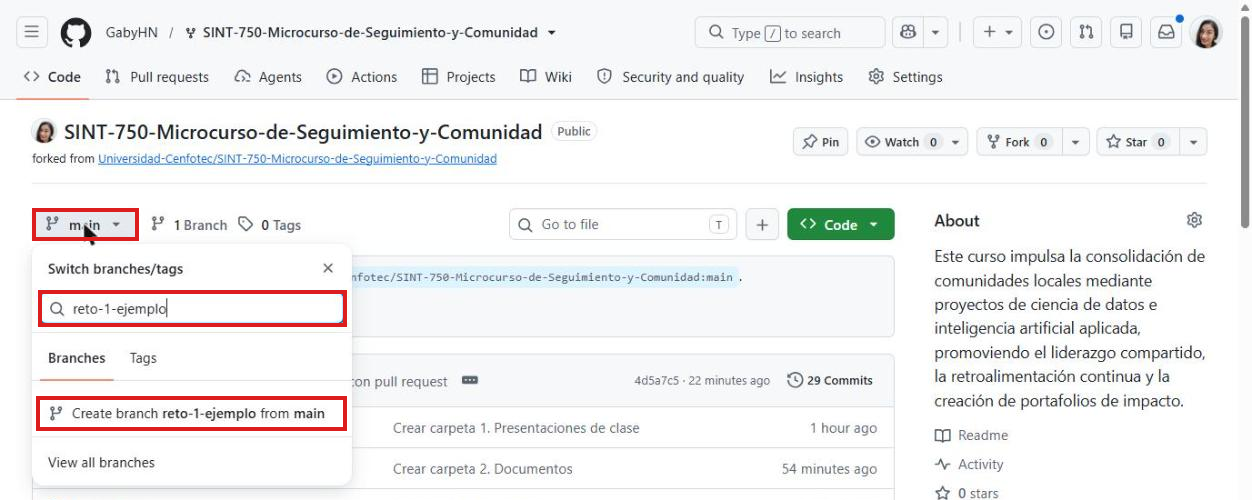 GabyHN / SINT-750-Microcurso-de-Seguimiento-y-Comunidad
Type / to search
Code
Pull requests
Agents
Actions
Projects
Wiki
Security and quality
Insights
Settings
SINT-750-Microcurso-de-Seguimiento-y-Comunidad
Public
forked from Universidad-Cenfotec/SINT-750-Microcurso-de-Seguimiento-y-Comunidad
Pin
Watch 0
Fork 0
Star 0
main
1 Branch
0 Tags
Go to file
T
Code
Switch branches/tags
reto-1-ejemplo
Branches
Tags
Create branch reto-1-ejemplo from main
View all branches
nfotec/SINT-750-Microcurso-de-Seguimiento-y-Comunidad:main.
con pull request
4d5a7c5 · 22 minutes ago
29 Commits
Crear carpeta 1. Presentaciones de clase
1 hour ago
Crear carpeta 2. Documentos
54 minutes ago
About
Este curso impulsa la consolidación de
comunidades locales mediante
proyectos de ciencia de datos e
inteligencia artificial aplicada,
promoviendo el liderazgo compartido,
la retroalimentación continua y la
creación de portafolios de impacto.
Readme
Activity
0 stars